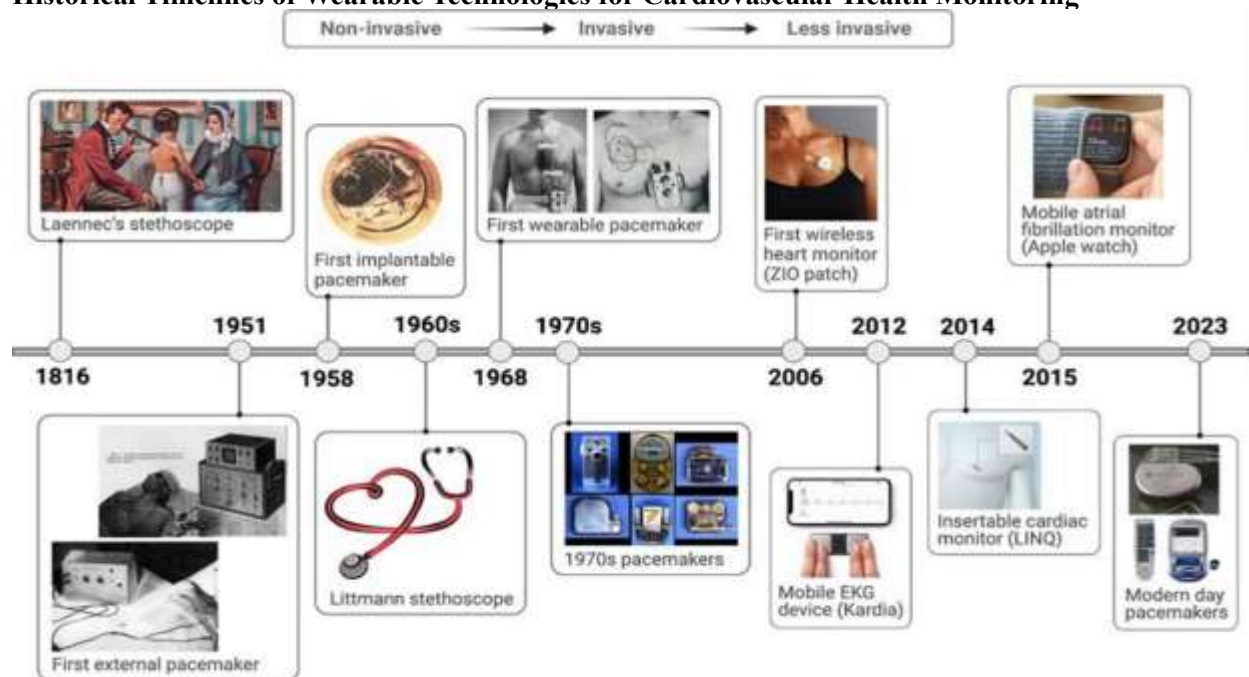 Historical Timelines of Wearable Technologies for Cardiovascular Health Monitoring
Non-invasive
Invasive
Less invasive
Laennec's stethoscope
First implantable
pacemaker
First wearable pacemaker
First wireless
heart monitor
(ZIO patch)
Mobile atrial
fibrillation monitor
(Apple watch)
1951
1960s
1970s
2012
2014
2023
1816
1958
1968
2006
2015
First external pacemaker
Littmann stethoscope
1970s pacemakers
Mobile EKG
device (Kardia)
Insertable cardiac
monitor (LINQ)
Modern day
pacemakers